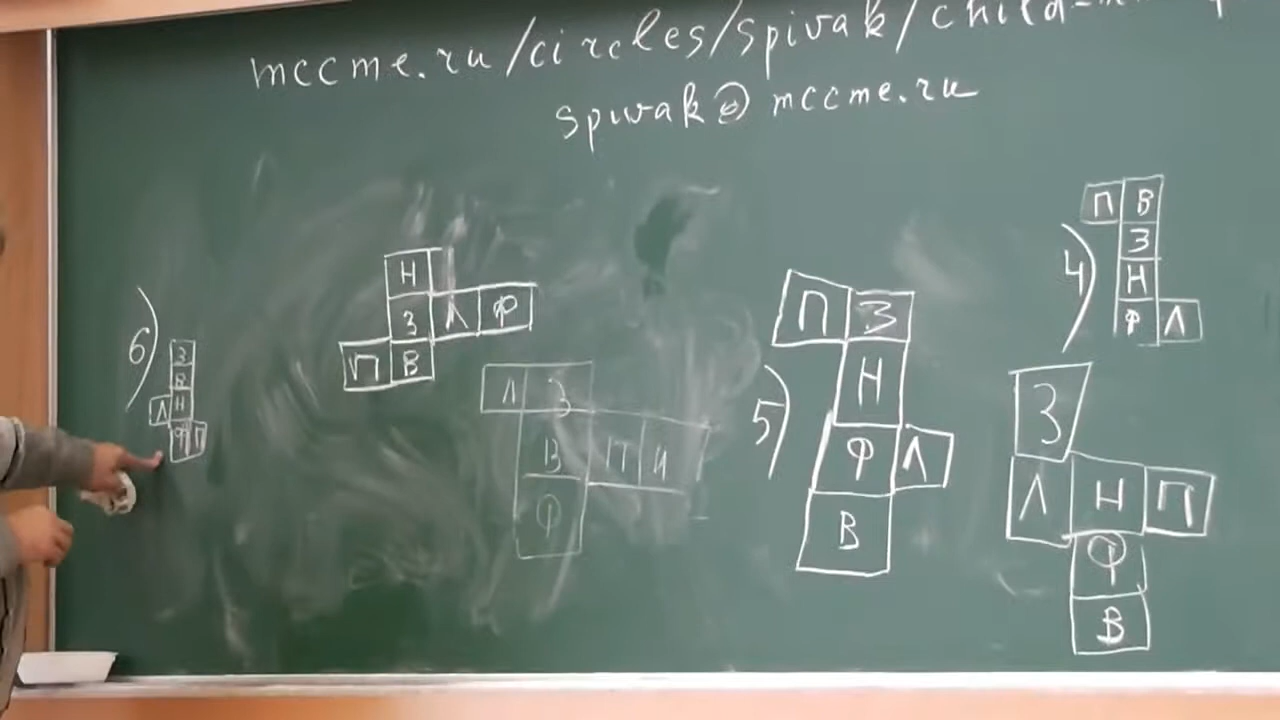 mccme.ru/circles/spivak/child-
spivak@mccme.ru
6)
З
В
Л Н
Ф П
Н
З Л Ф
П В
Л З
В П Н
Ф
5)
П З
Н
Ф Л
В
4)
П В
З
Н
Ф Л
З
Л Н П
Ф
В